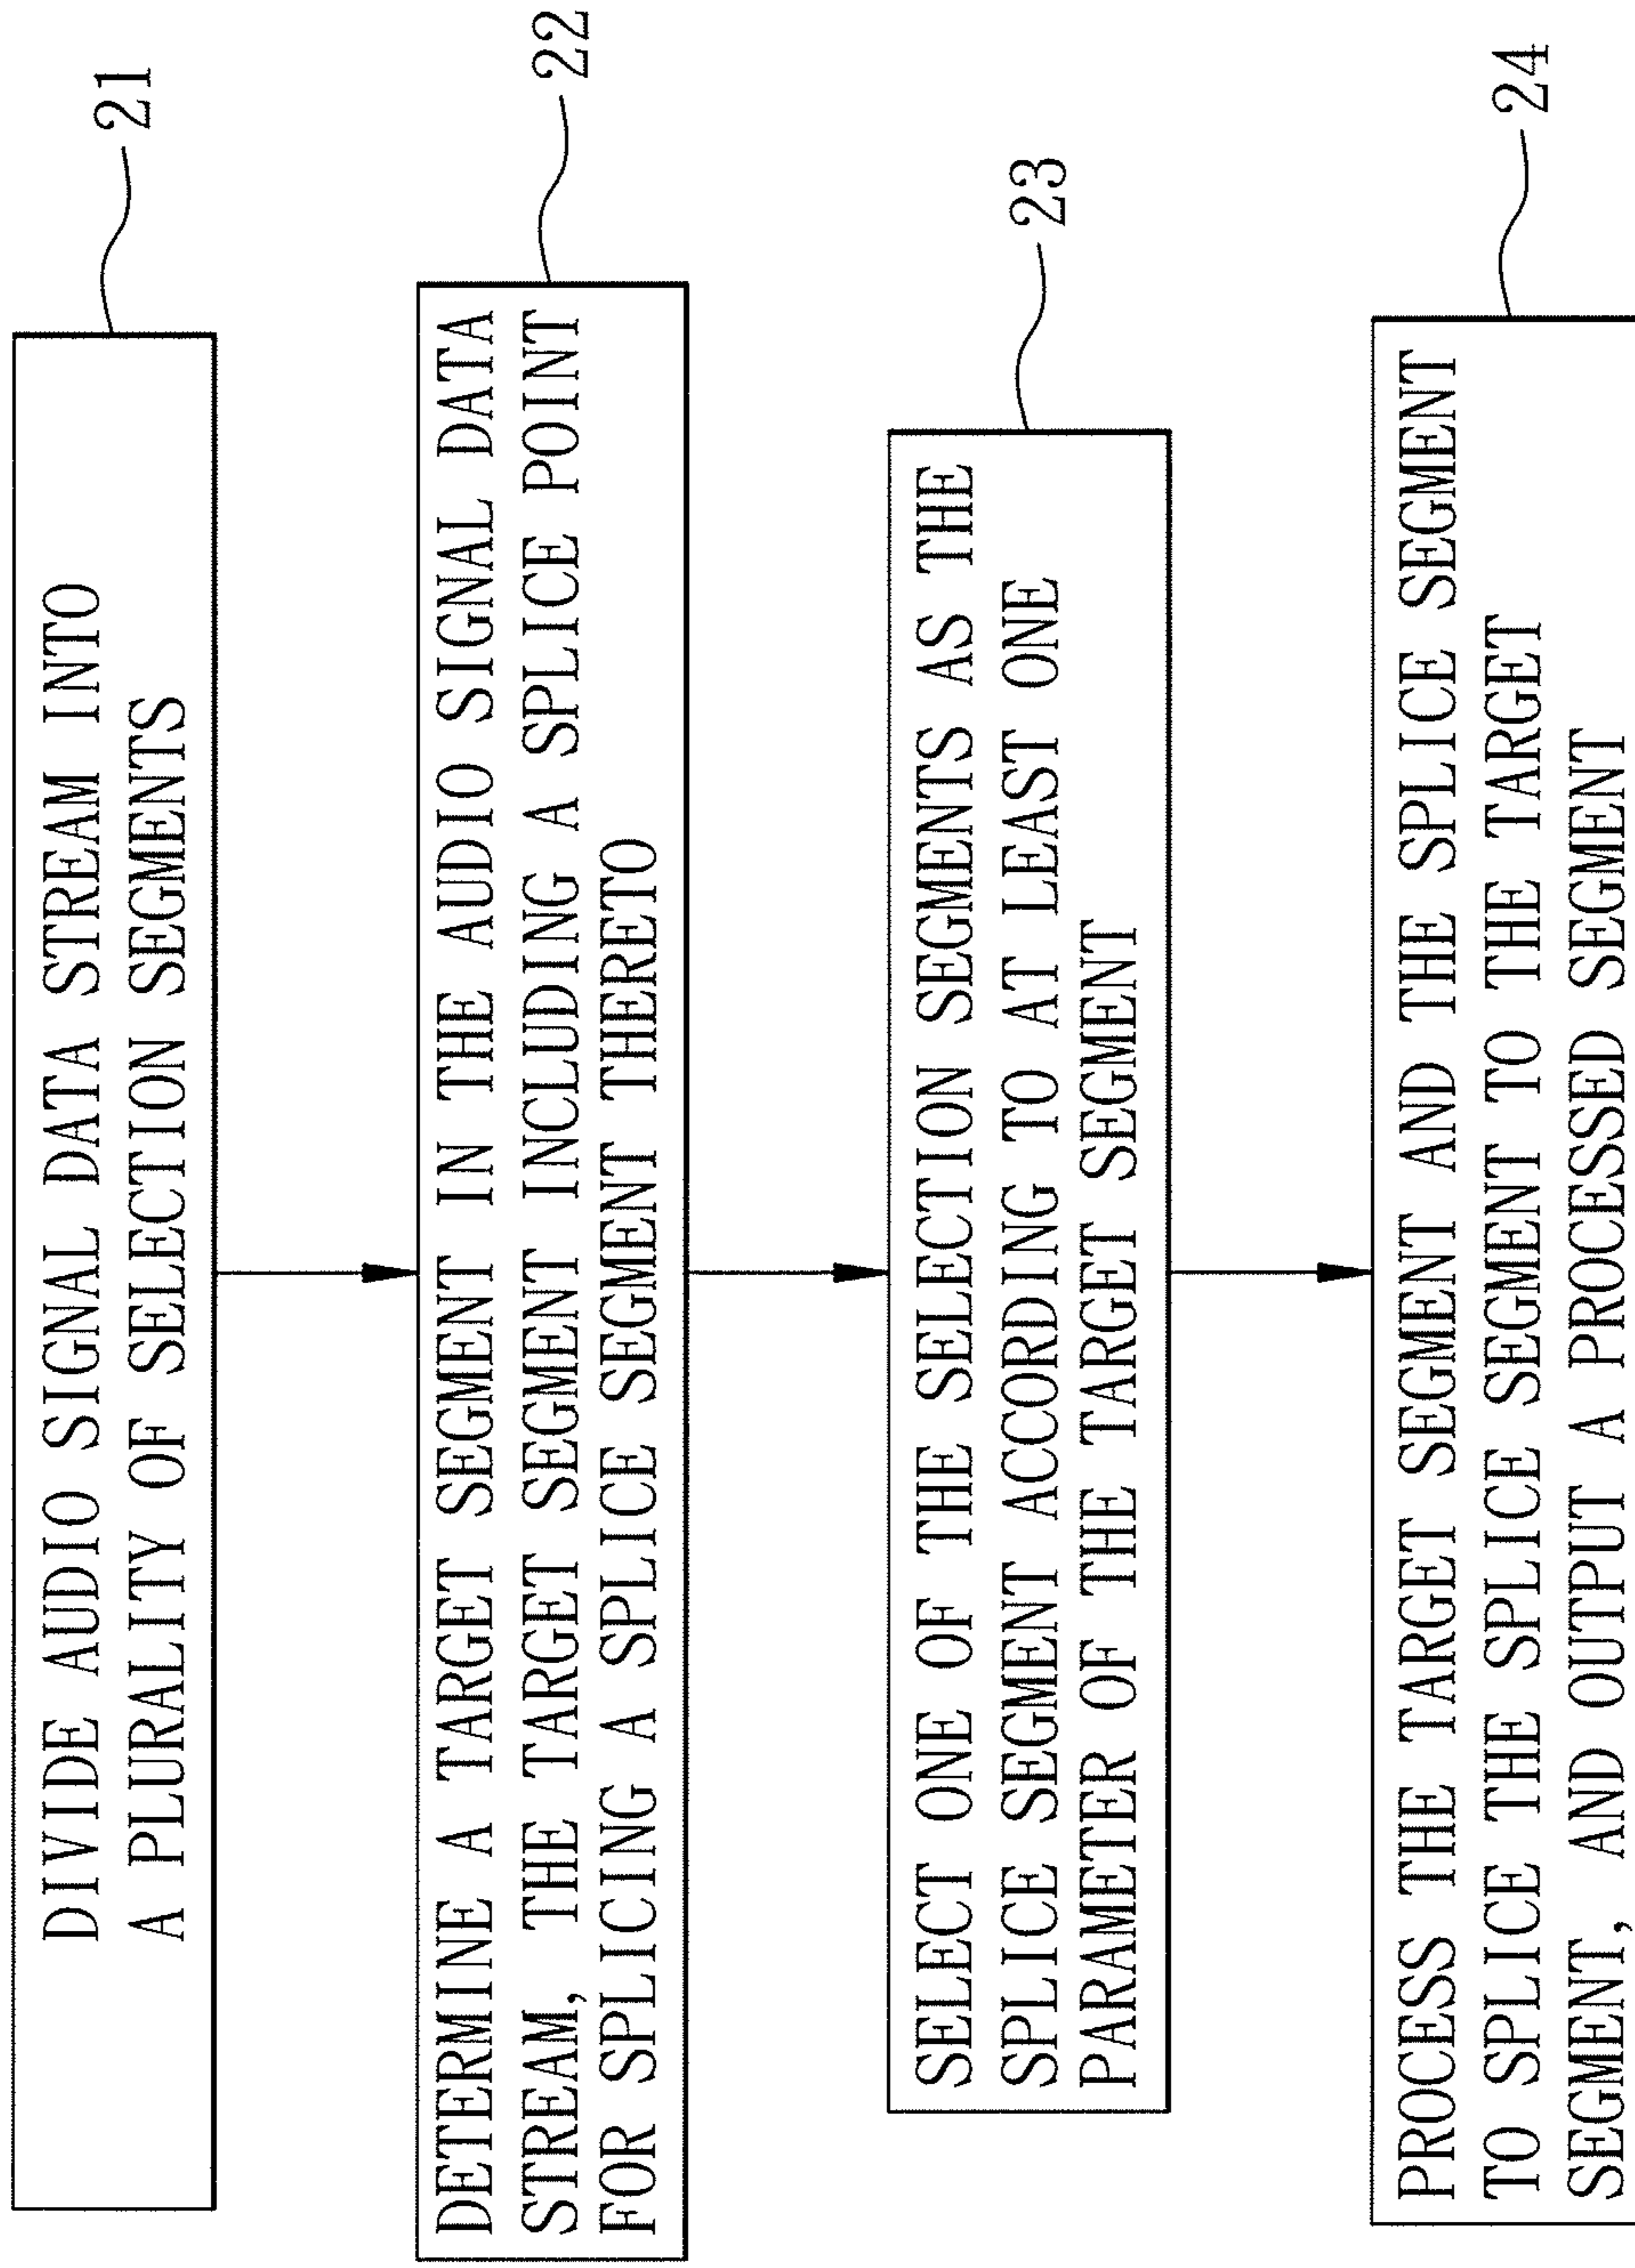 DIVIDE AUDIO SIGNAL DATA STREAM INTO
A PLURALITY OF SELECTION SEGMENTS
21
DETERMINE A TARGET SEGMENT IN THE AUDIO SIGNAL DATA
STREAM, THE TARGET SEGMENT INCLUDING A SPLICE POINT
FOR SPLICING A SPLICE SEGMENT THERETO
22
SELECT ONE OF THE SELECTION SEGMENTS AS THE
SPLICE SEGMENT ACCORDING TO AT LEAST ONE
PARAMETER OF THE TARGET SEGMENT
23
PROCESS THE TARGET SEGMENT AND THE SPLICE SEGMENT
TO SPLICE THE SPLICE SEGMENT TO THE TARGET
SEGMENT, AND OUTPUT A PROCESSED SEGMENT
24